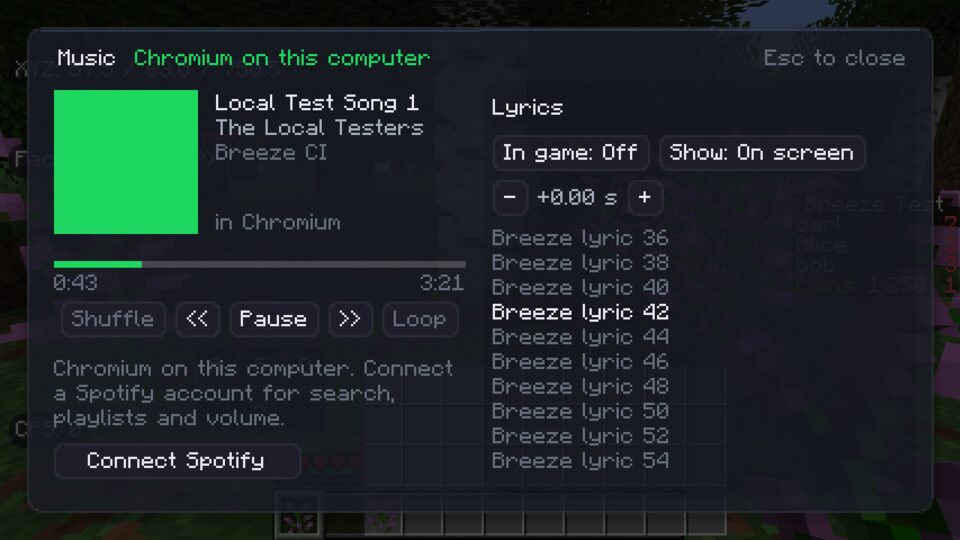 Music Chromium on this computer
Esc to close
Local Test Song 1
The Local Testers
Breeze CI
in Chromium
0:43
3:21
Shuffle
<<
Pause
>>
Loop
Chromium on this computer. Connect
a Spotify account for search,
playlists and volume.
Connect Spotify
Lyrics
In game: Off
Show: On screen
-
+0.00 s
+
Breeze lyric 36
Breeze lyric 38
Breeze lyric 40
Breeze lyric 42
Breeze lyric 44
Breeze lyric 46
Breeze lyric 48
Breeze lyric 50
Breeze lyric 52
Breeze lyric 54
Breeze Test
carl
Alice
bob
Coins: 1,250